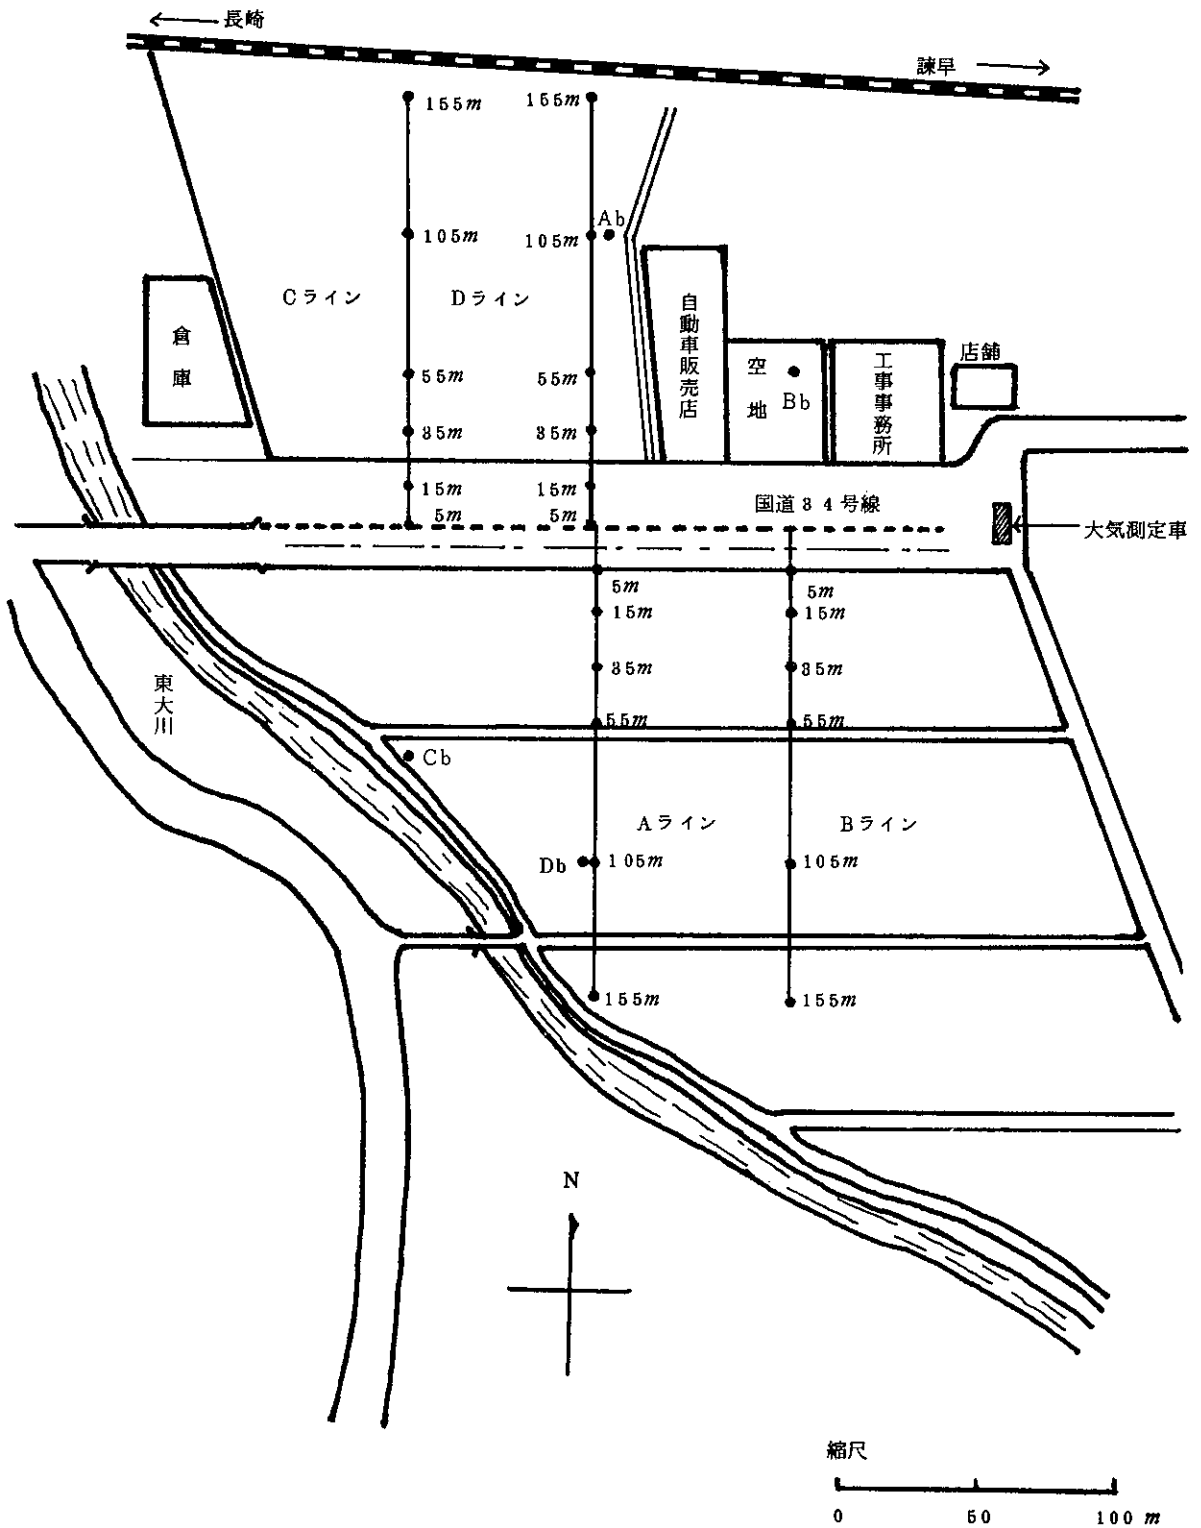 長崎
諫早
155m 155m
Ab
105m 105m
Cライン Dライン
自動車販売店
倉庫
空地
工事事務所
店舗
55m 55m
Bb
35m 35m
15m 15m
国道34号線
5m 5m
大気測定車
5m 5m
15m 15m
35m 35m
東大川
55m 55m
Cb
Aライン Bライン
Db 105m 105m
155m 155m
N
縮尺
0 50 100 m